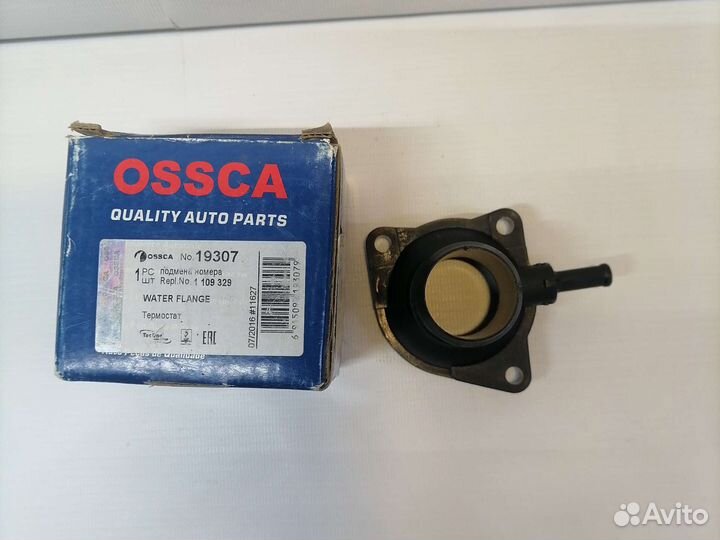 OSSCA
QUALITY AUTO PARTS
OSSCA No. 19307
1 PC подмена номера
ШТ Repl.No. 1 109 329
WATER FLANGE
Термостат
EAC
07/2016 #11627
Avito